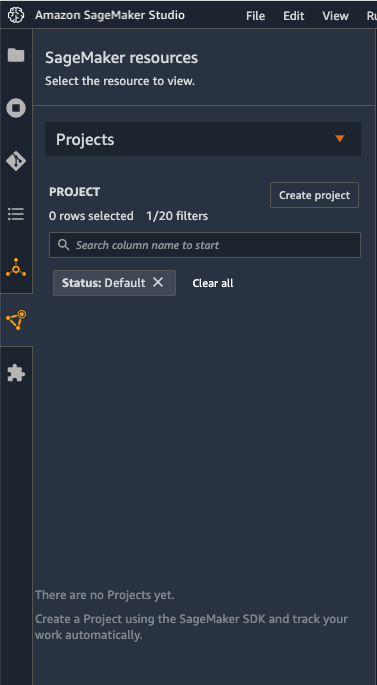 Amazon SageMaker Studio File Edit View
SageMaker resources
Select the resource to view.
Projects
PROJECT
Create project
0 rows selected 1/20 filters
Search column name to start
Status: Default
Clear all
There are no Projects yet.
Create a Project using the SageMaker SDK and track your
work automatically.